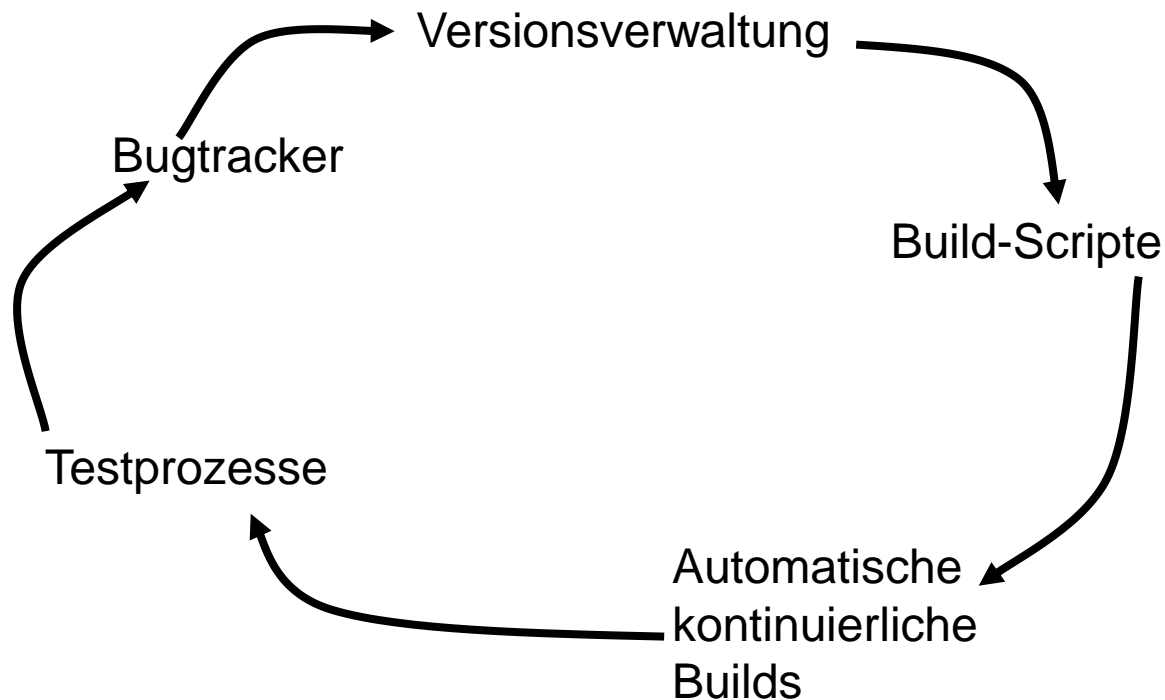 Versionsverwaltung
Bugtracker
Build-Scripte
Testprozesse
Automatische
kontinuierliche
Builds